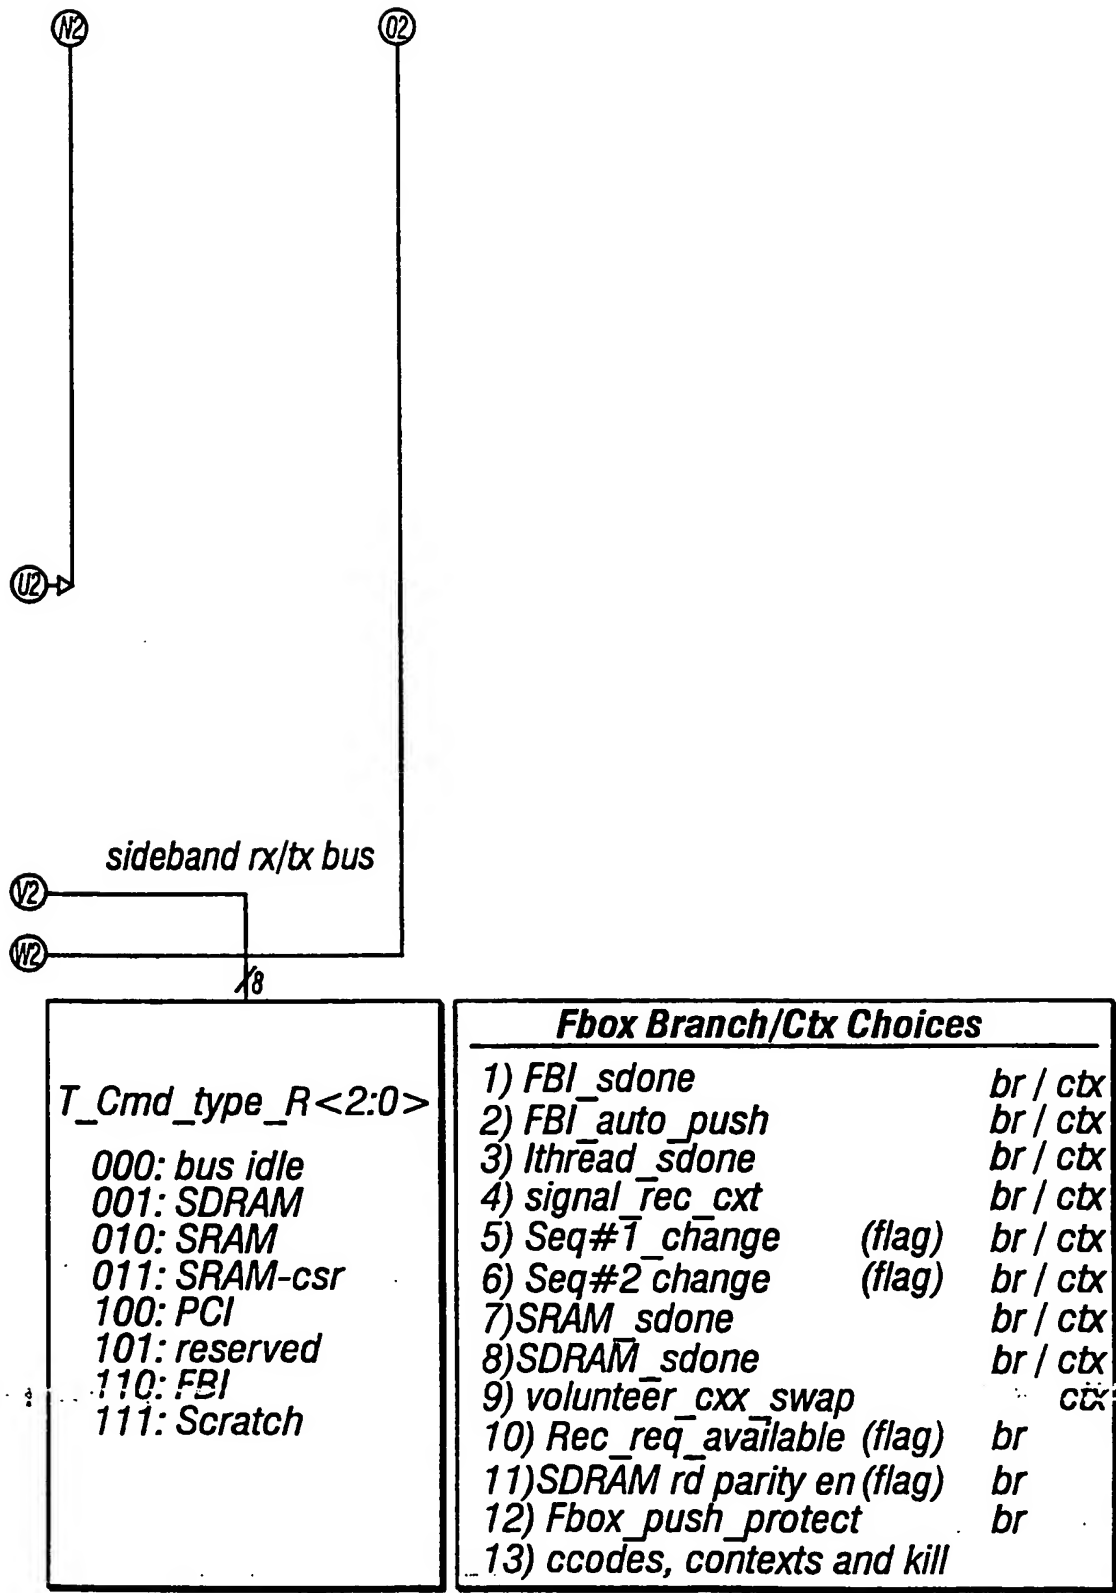 N2
O2
U2
sideband rx/tx bus
V2
W2
8
T_Cmd_type_R<2:0>
000: bus idle
001: SDRAM
010: SRAM
011: SRAM-csr
100: PCI
101: reserved
110: FBI
111: Scratch
Fbox Branch/Ctx Choices
1) FBI_sdone br / ctx
2) FBI_auto_push br / ctx
3) Ithread_sdone br / ctx
4) signal_rec_cxt br / ctx
5) Seq#1_change (flag) br / ctx
6) Seq#2 change (flag) br / ctx
7)SRAM_sdone br / ctx
8)SDRAM_sdone br / ctx
9) volunteer_cxx_swap ctx
10) Rec_req_available (flag) br
11)SDRAM rd parity en (flag) br
12) Fbox_push_protect br
13) ccodes, contexts and kill